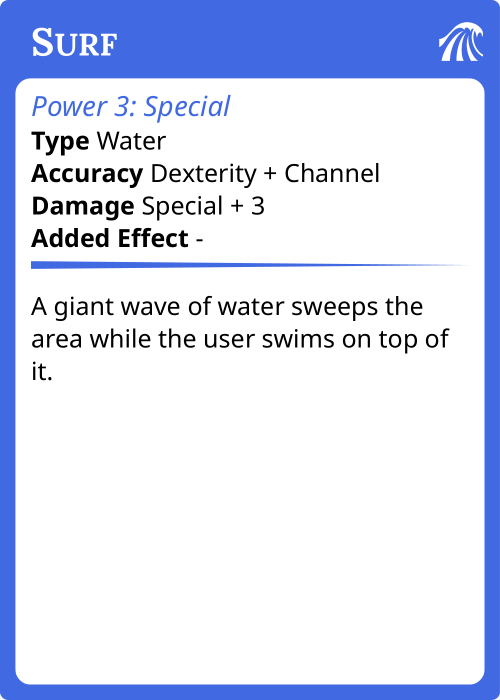 Surf
Power 3: Special
Type Water
Accuracy Dexterity + Channel
Damage Special + 3
Added Effect -
A giant wave of water sweeps the
area while the user swims on top of
it.